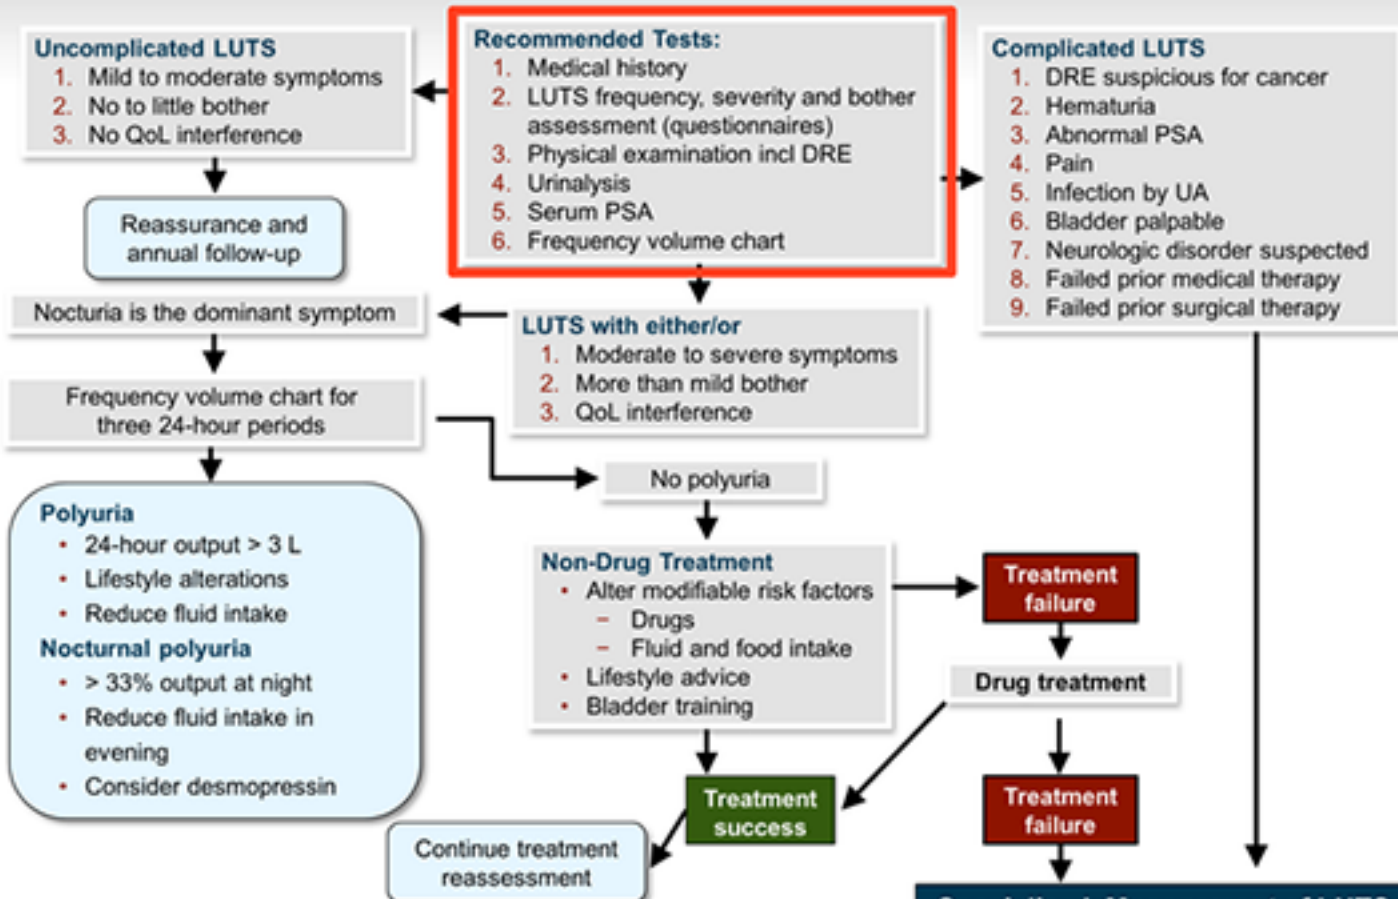 Uncomplicated LUTS
1. Mild to moderate symptoms
2. No to little bother
3. No QoL interference
Recommended Tests:
1. Medical history
2. LUTS frequency, severity and bother
assessment (questionnaires)
3. Physical examination incl DRE
4. Urinalysis
5. Serum PSA
6. Frequency volume chart
Complicated LUTS
1. DRE suspicious for cancer
2. Hematuria
3. Abnormal PSA
4. Pain
5. Infection by UA
6. Bladder palpable
7. Neurologic disorder suspected
8. Failed prior medical therapy
9. Failed prior surgical therapy
Reassurance and
annual follow-up
Nocturia is the dominant symptom
LUTS with either/or
1. Moderate to severe symptoms
2. More than mild bother
3. QoL interference
Frequency volume chart for
three 24-hour periods
No polyuria
Polyuria
• 24-hour output > 3 L
• Lifestyle alterations
• Reduce fluid intake
Nocturnal polyuria
• > 33% output at night
• Reduce fluid intake in
evening
• Consider desmopressin
Non-Drug Treatment
• Alter modifiable risk factors
– Drugs
– Fluid and food intake
• Lifestyle advice
• Bladder training
Treatment
failure
Drug treatment
Treatment
success
Treatment
failure
Continue treatment
reassessment